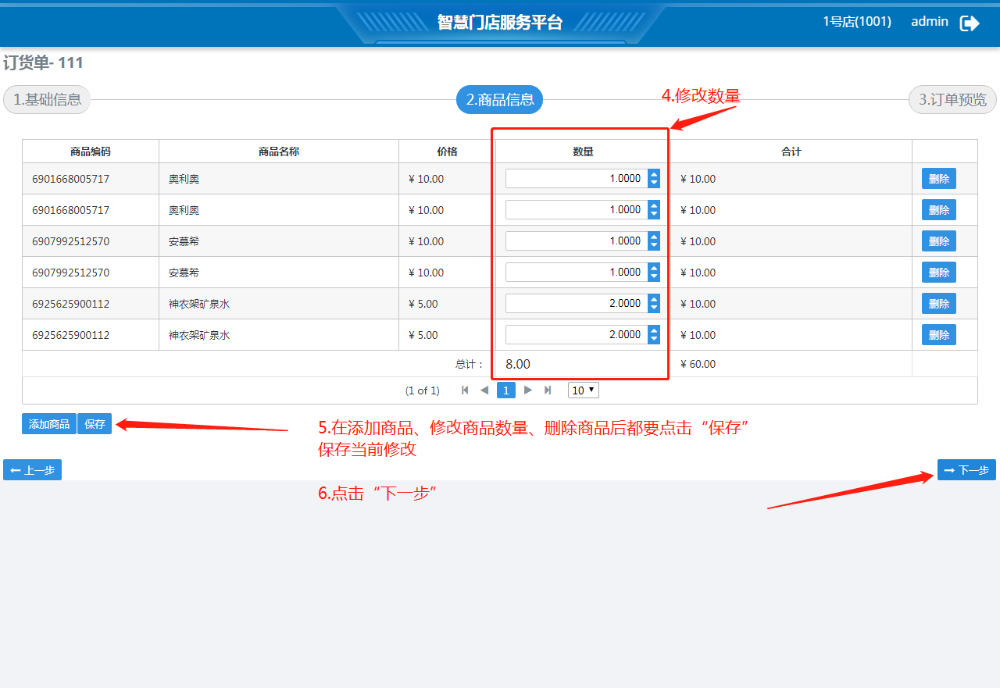 智慧门店服务平台
1号店(1001) admin
订货单- 111
4.修改数量
1.基础信息 2.商品信息 3.订单预览
商品编码 商品名称 价格 数量 合计
6901668005717 奥利奥 ¥ 10.00 1.0000 ¥ 10.00 删除
6901668005717 奥利奥 ¥ 10.00 1.0000 ¥ 10.00 删除
6907992512570 安慕希 ¥ 10.00 1.0000 ¥ 10.00 删除
6907992512570 安慕希 ¥ 10.00 1.0000 ¥ 10.00 删除
6925625900112 神农架矿泉水 ¥ 5.00 2.0000 ¥ 10.00 删除
6925625900112 神农架矿泉水 ¥ 5.00 2.0000 ¥ 10.00 删除
总计： 8.00 ¥ 60.00
(1 of 1) 1 10
添加商品 保存
5.在添加商品、修改商品数量、删除商品后都要点击“保存”
保存当前修改
上一步 下一步
6.点击“下一步”